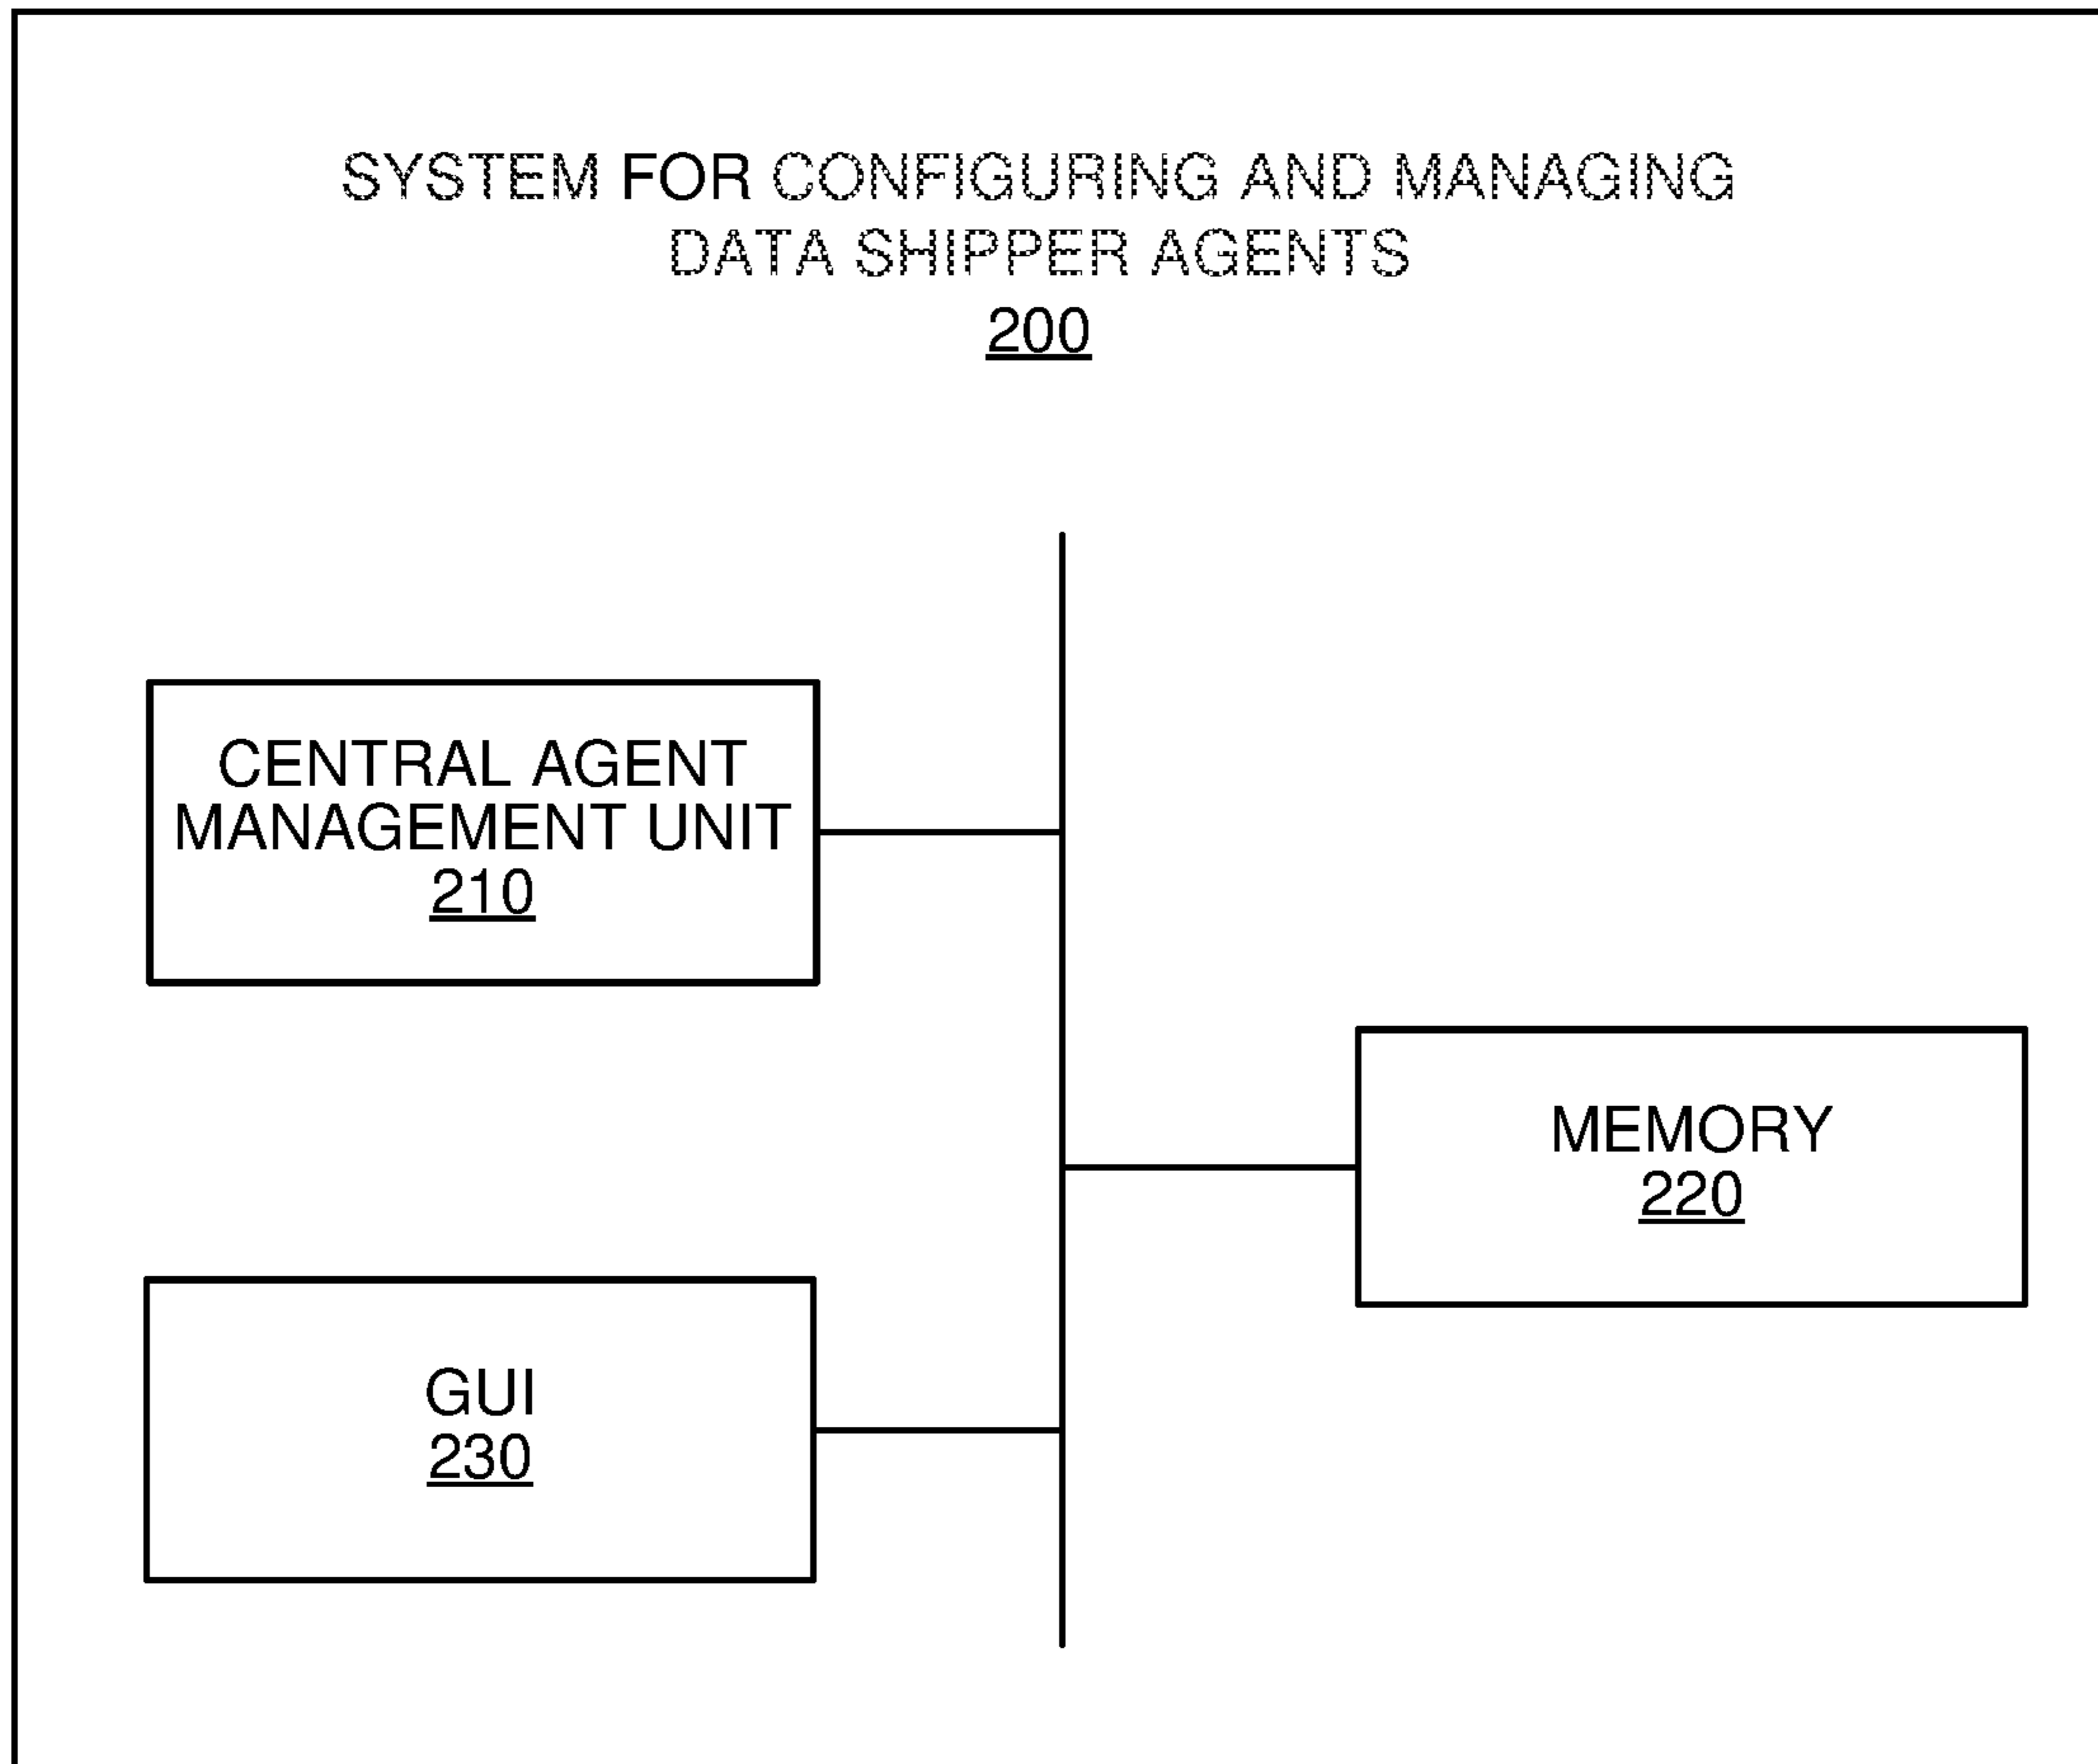 SYSTEM FOR CONFIGURING AND MANAGING
DATA SHIPPER AGENTS
200
CENTRAL AGENT
MANAGEMENT UNIT
210
MEMORY
220
GUI
230